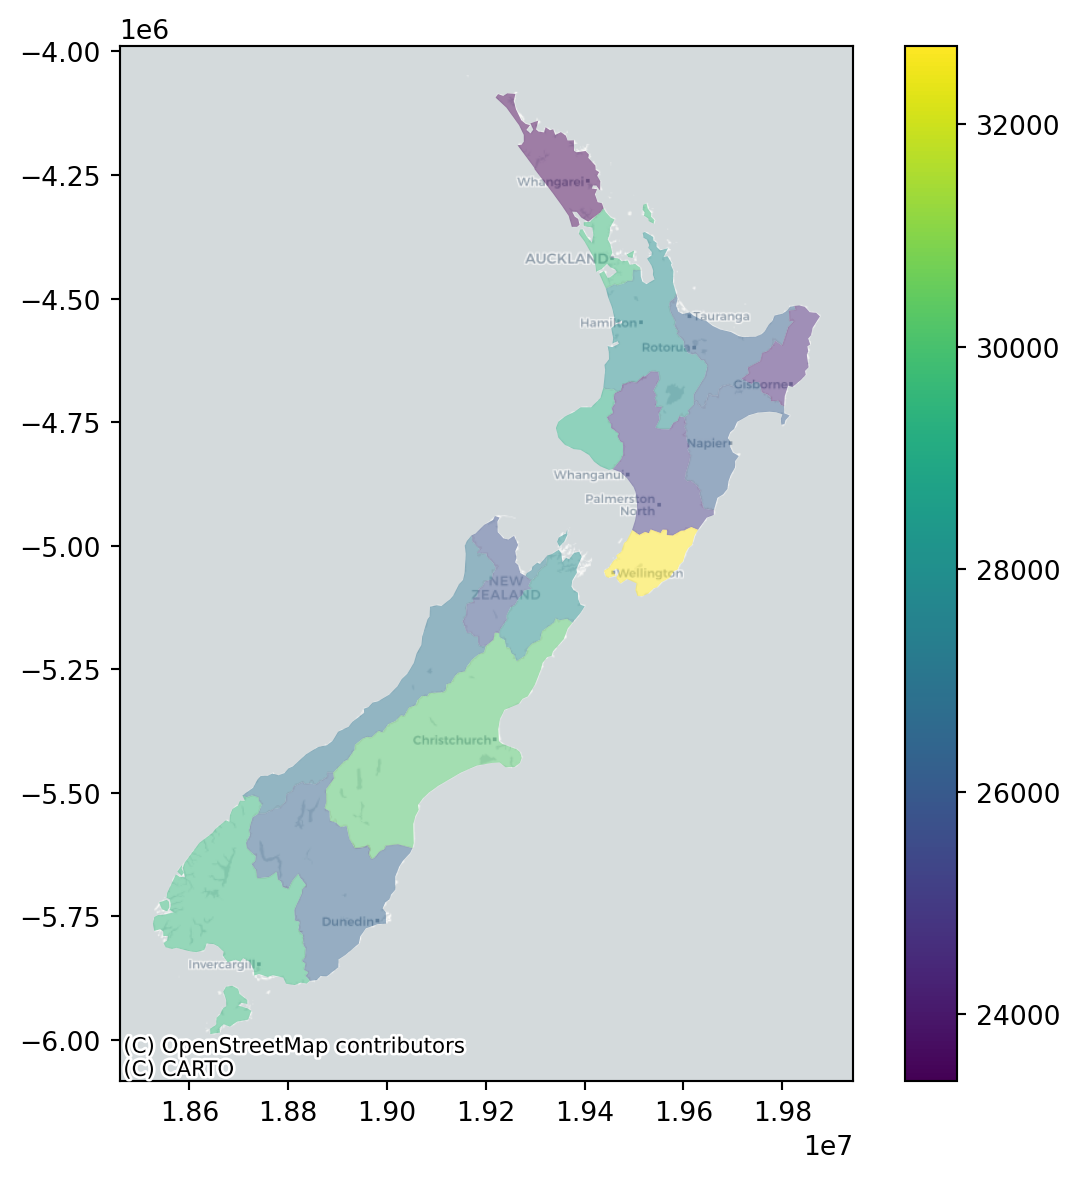 1e6
−4.00
−4.25
−4.50
−4.75
−5.00
−5.25
−5.50
−5.75
−6.00
Whangarei
AUCKLAND
Hamilton
Tauranga
Rotorua
Gisborne
Napier
Whanganui
Palmerston
North
Wellington
NEW
ZEALAND
Christchurch
Dunedin
Invercargill
(C) OpenStreetMap contributors
(C) CARTO
1.86
1.88
1.90
1.92
1.94
1.96
1.98
1e7
32000
30000
28000
26000
24000